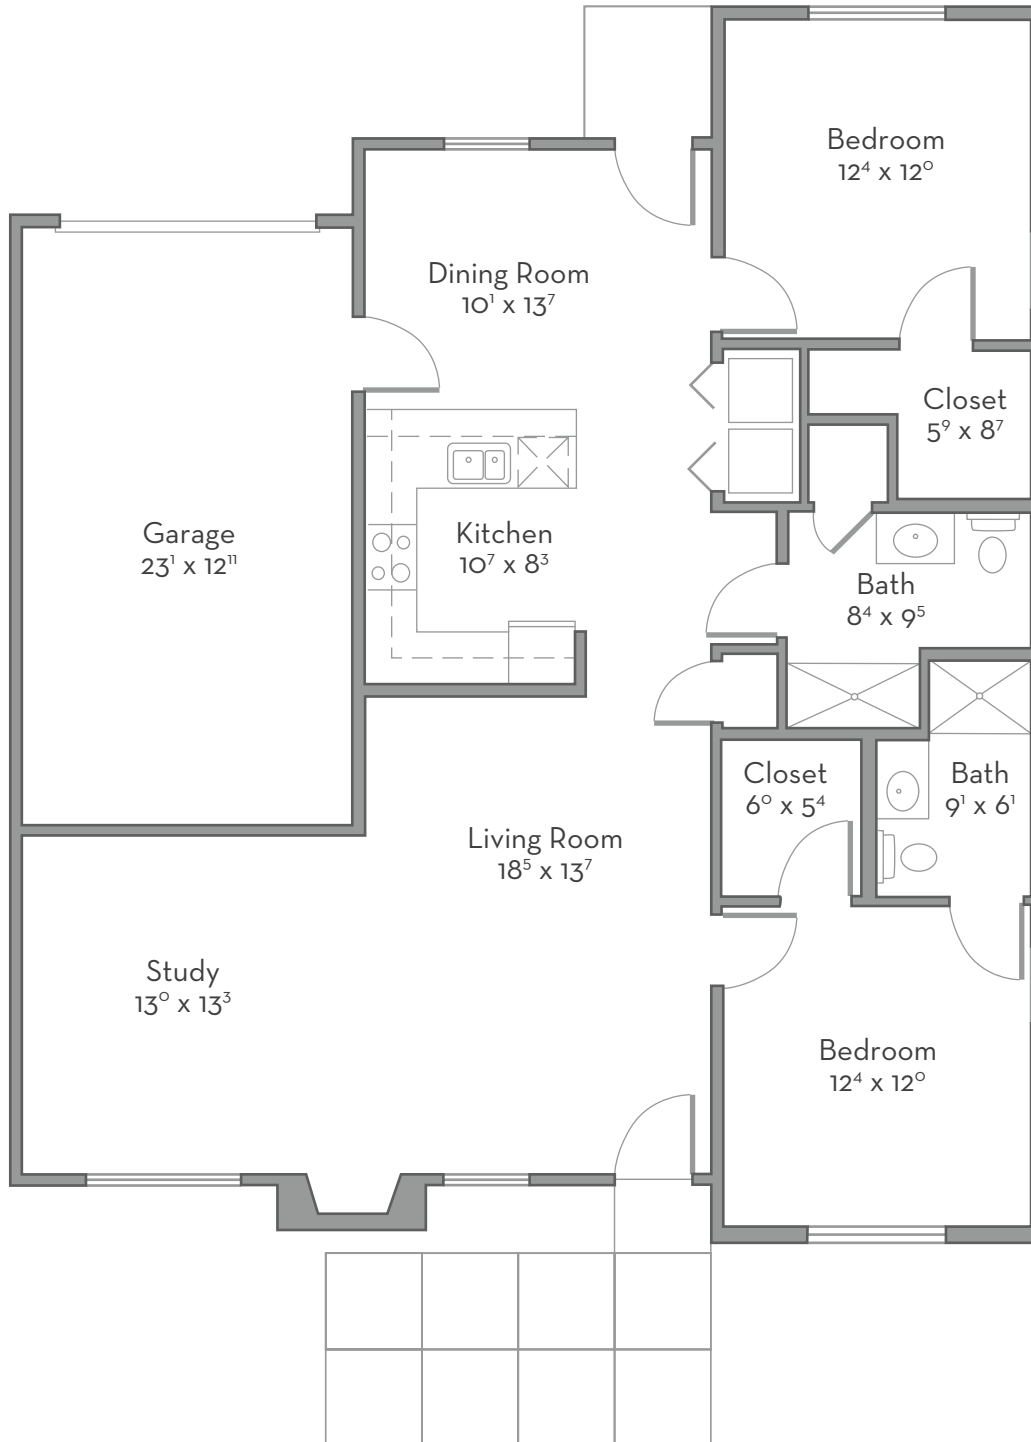 Bedroom
12⁴ x 12⁰
Dining Room
10¹ x 13⁷
Closet
5⁹ x 8⁷
Garage
23¹ x 12¹¹
Kitchen
10⁷ x 8³
Bath
8⁴ x 9⁵
Closet
6⁰ x 5⁴
Bath
9¹ x 6¹
Living Room
18⁵ x 13⁷
Study
13⁰ x 13³
Bedroom
12⁴ x 12⁰